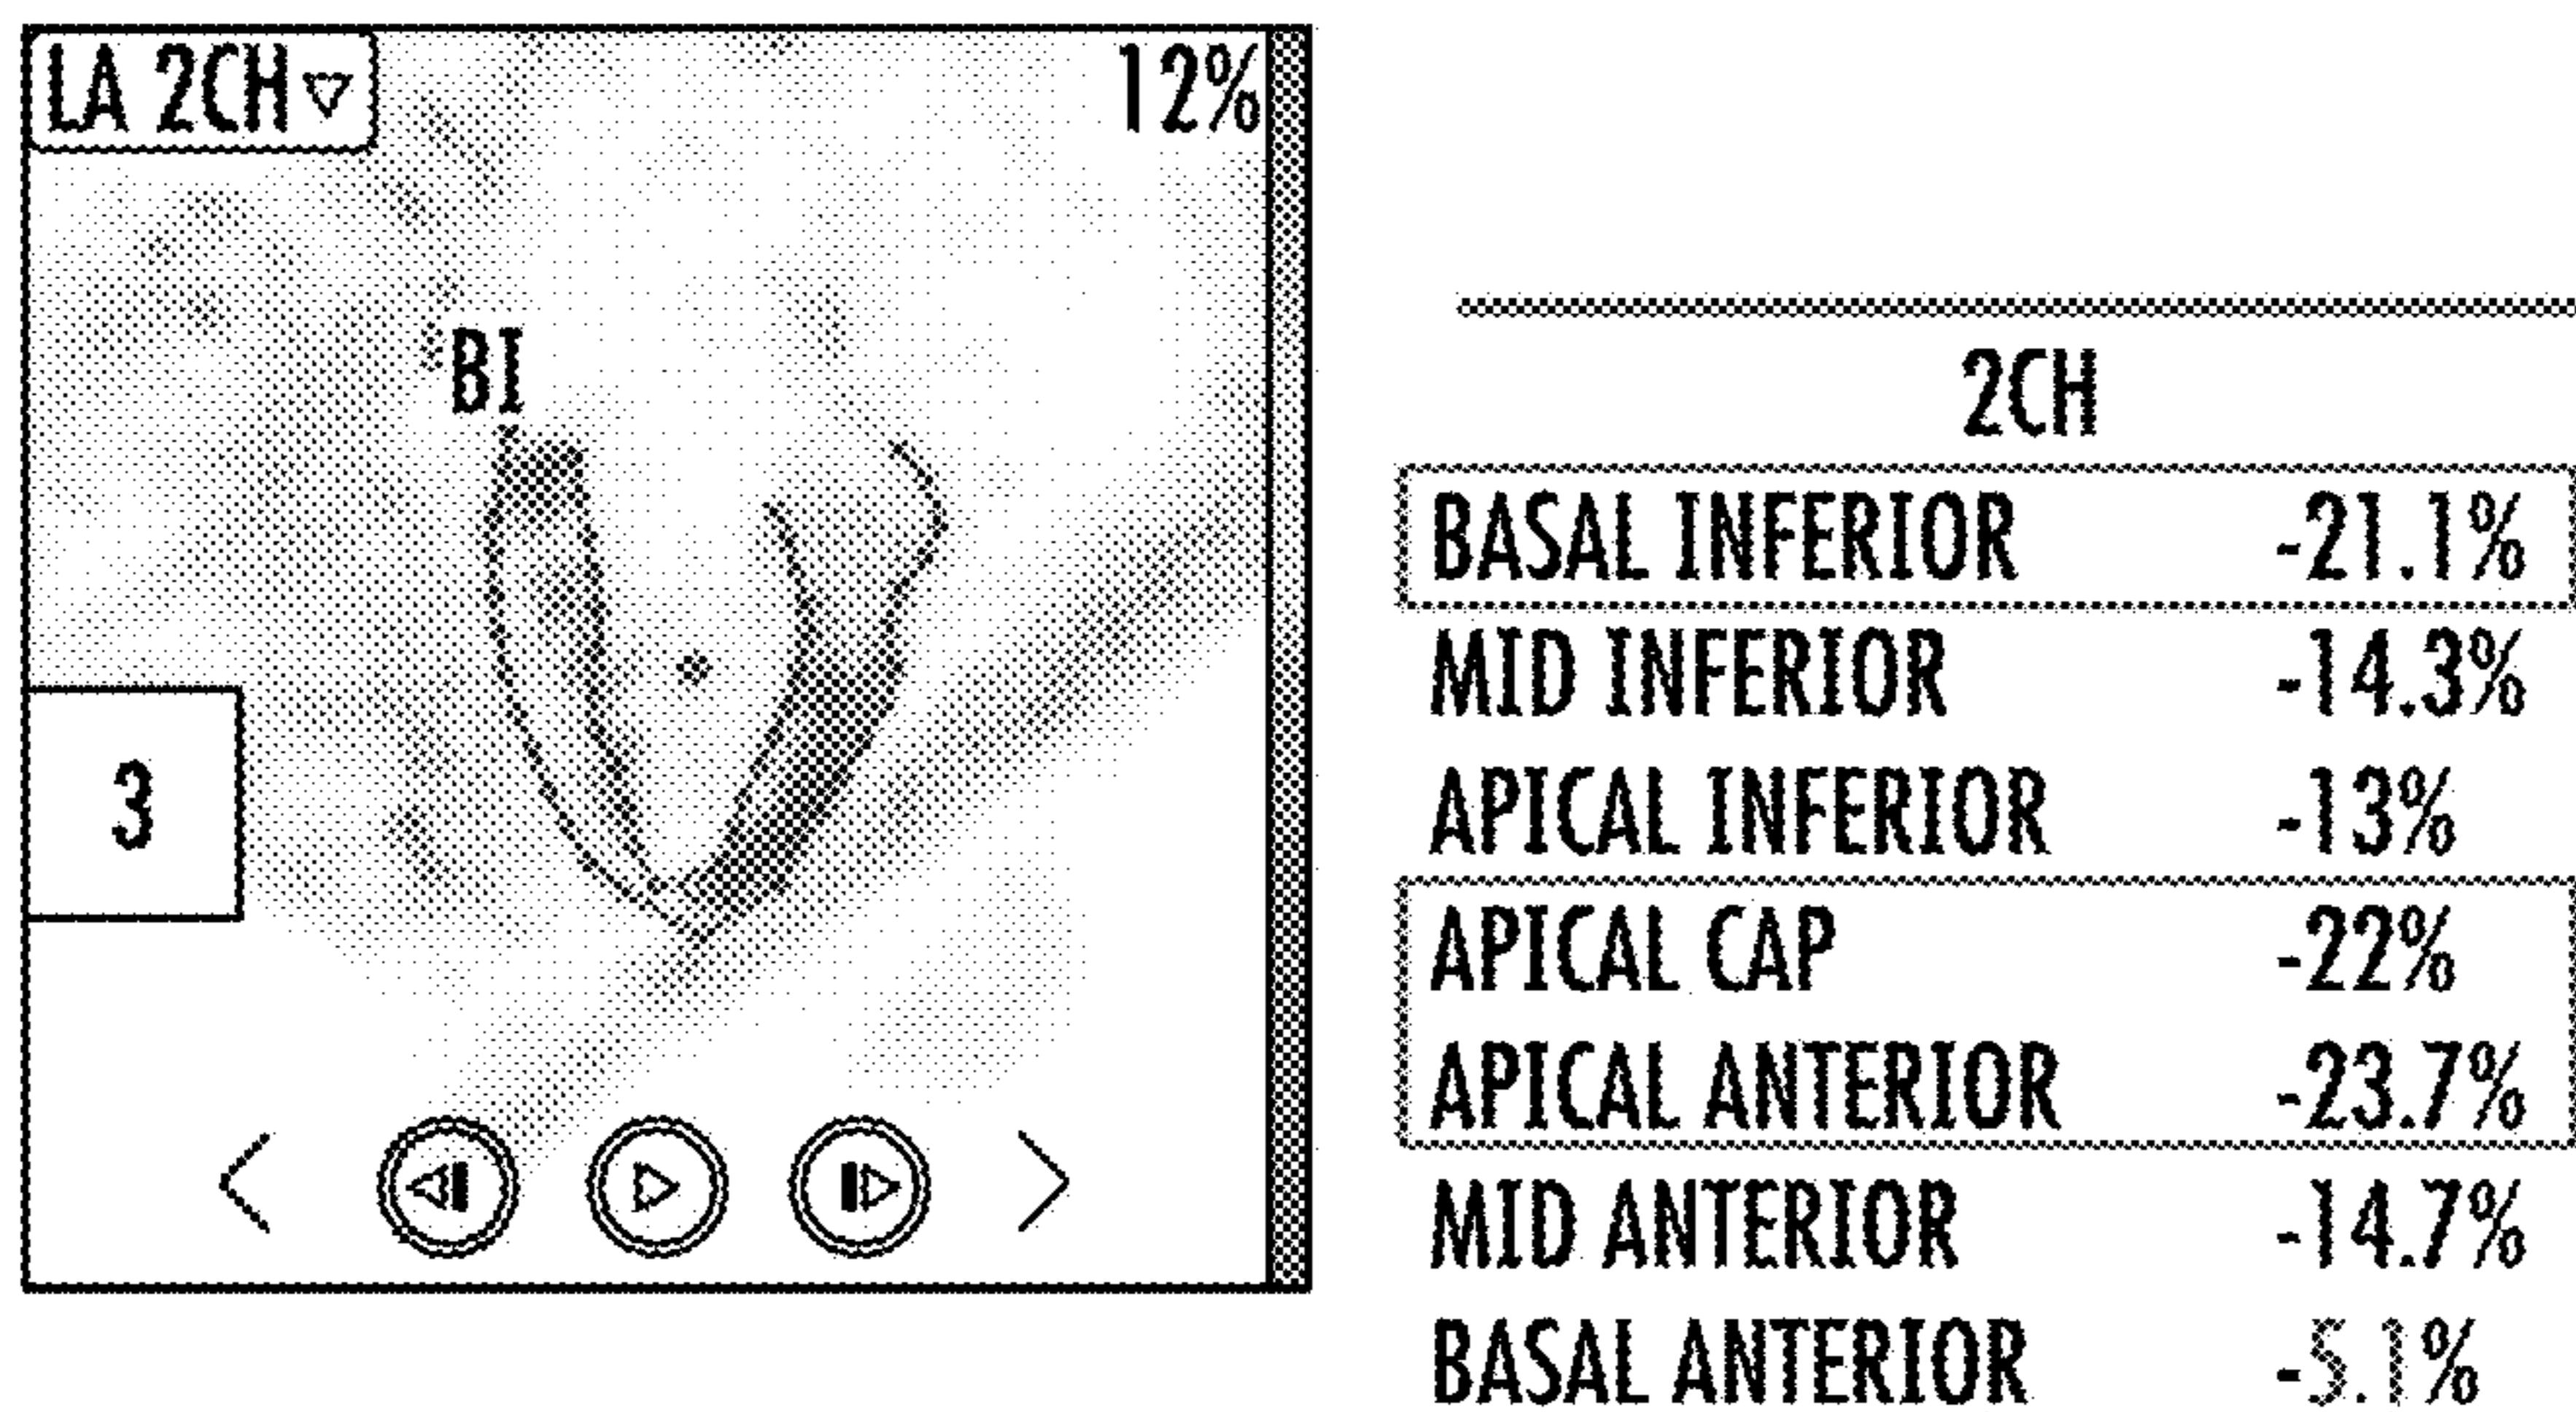 LA 2CH
12%
BI
3
2CH
BASAL INFERIOR -21.1%
MID INFERIOR -14.3%
APICAL INFERIOR -13%
APICAL CAP -22%
APICAL ANTERIOR -23.7%
MID ANTERIOR -14.7%
BASAL ANTERIOR -5.1%